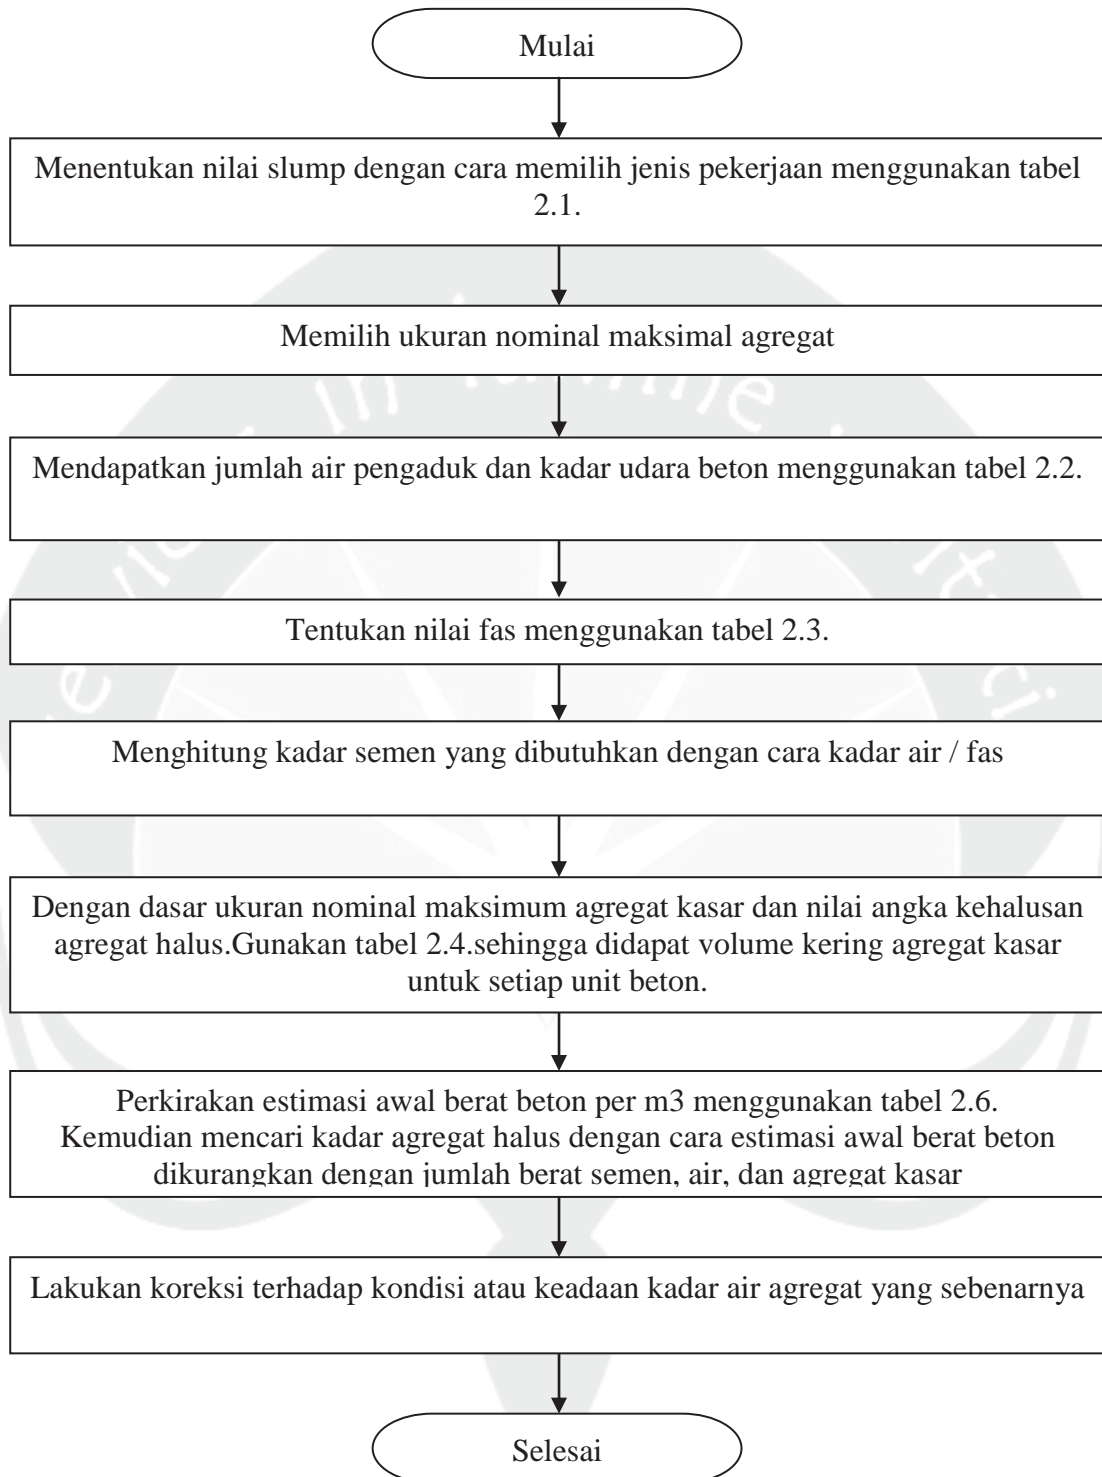 Mulai
Menentukan nilai slump dengan cara memilih jenis pekerjaan menggunakan tabel
2.1.
Memilih ukuran nominal maksimal agregat
Mendapatkan jumlah air pengaduk dan kadar udara beton menggunakan tabel 2.2.
Tentukan nilai fas menggunakan tabel 2.3.
Menghitung kadar semen yang dibutuhkan dengan cara kadar air / fas
Dengan dasar ukuran nominal maksimum agregat kasar dan nilai angka kehalusan
agregat halus.Gunakan tabel 2.4.sehingga didapat volume kering agregat kasar
untuk setiap unit beton.
Perkirakan estimasi awal berat beton per m3 menggunakan tabel 2.6.
Kemudian mencari kadar agregat halus dengan cara estimasi awal berat beton
dikurangkan dengan jumlah berat semen, air, dan agregat kasar
Lakukan koreksi terhadap kondisi atau keadaan kadar air agregat yang sebenarnya
Selesai